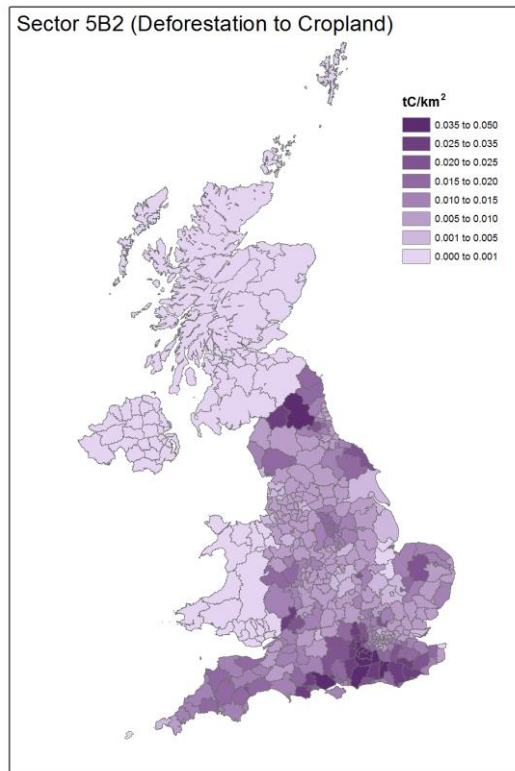 Sector 5B2 (Deforestation to Cropland)
tC/km²
0.035 to 0.050
0.025 to 0.035
0.020 to 0.025
0.015 to 0.020
0.010 to 0.015
0.005 to 0.010
0.001 to 0.005
0.000 to 0.001